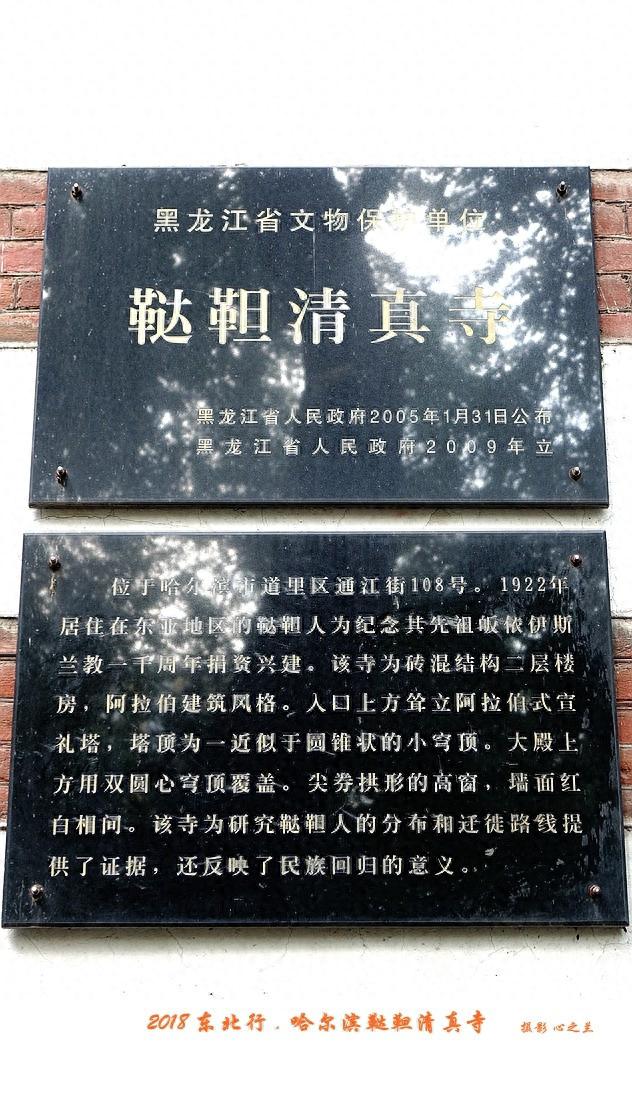 黑龙江省文物保护单位
鞑靼清真寺
黑龙江省人民政府2005年1月31日公布
黑龙江省人民政府2009年立
位于哈尔滨市道里区通江街108号。1922年
居住在东亚地区的鞑靼人为纪念其先祖皈依伊斯
兰教一千周年捐资兴建。该寺为砖混结构二层楼
房，阿拉伯建筑风格。入口上方耸立阿拉伯式宣
礼塔，塔顶为一近似于圆锥状的小穹顶。大殿上
方用双圆心穹顶覆盖。尖券拱形的高窗，墙面红
白相间。该寺为研究鞑靼人的分布和迁徙路线提
供了证据，还反映了民族回归的意义。
2018东北行．哈尔滨鞑靼清真寺 摄影 心之兰